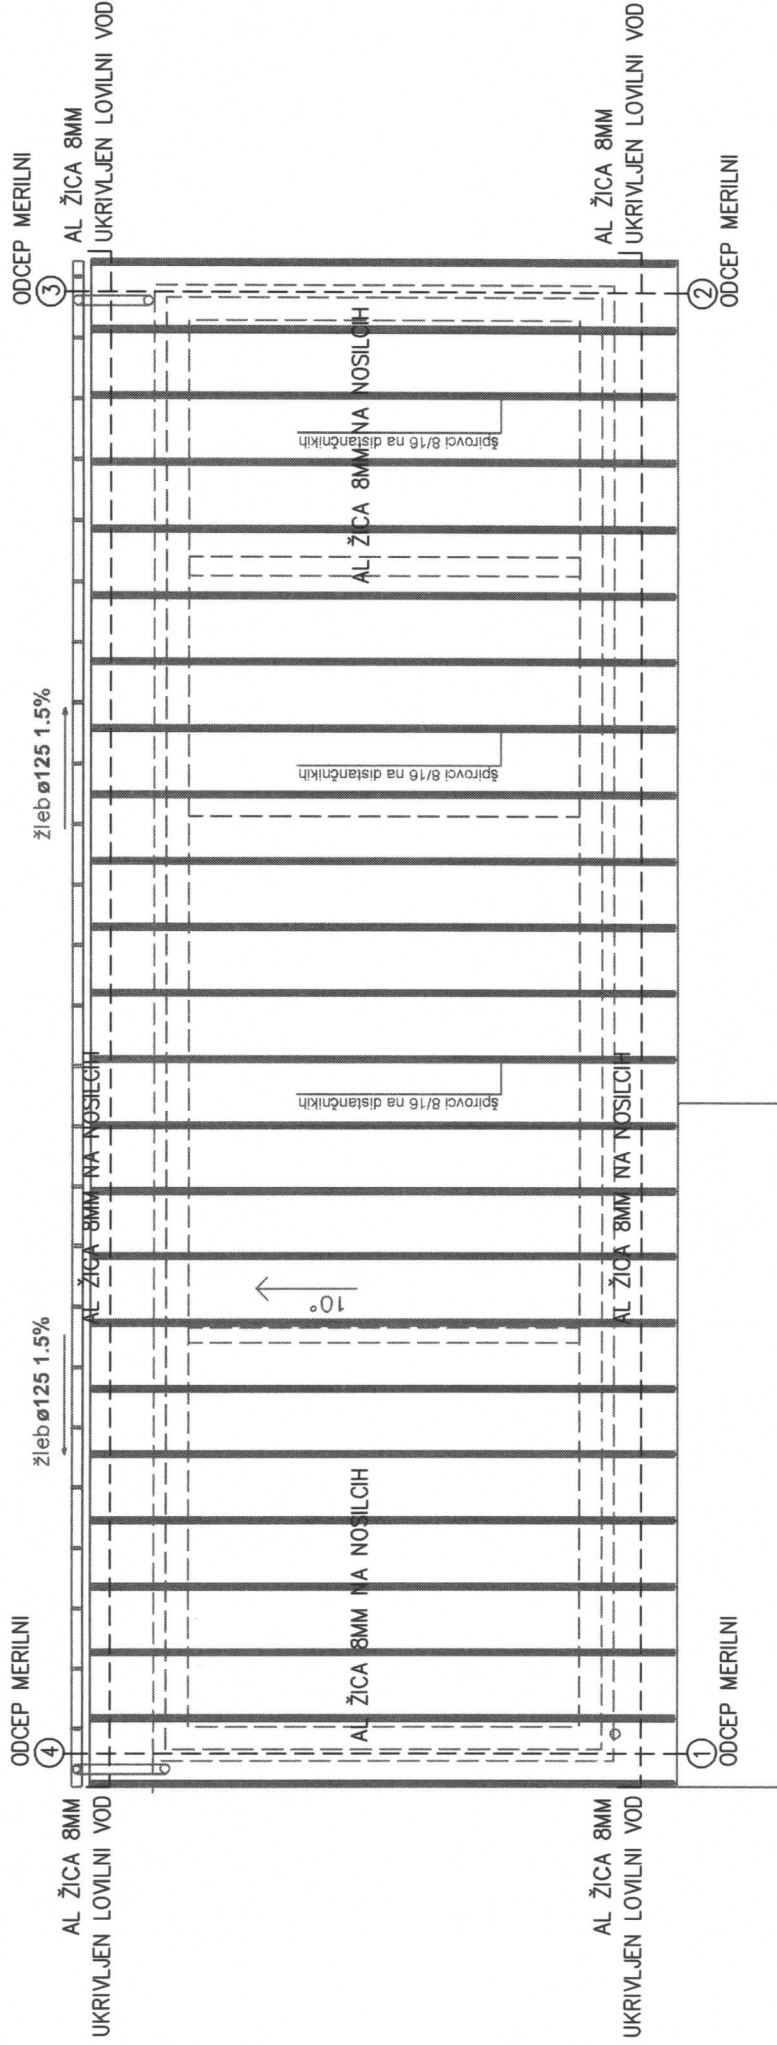 ODCEP MERILNI
4
AL ŽICA 8MM
UKRIVLJEN LOVILNI VOD
žleb ø125 1.5%
AL ŽICA 8MM NA NOSILCIH
žleb ø125 1.5%
ODCEP MERILNI
3
AL ŽICA 8MM
UKRIVLJEN LOVILNI VOD
AL ŽICA 8MM NA NOSILCIH
10°
špirovci 8/16 na distančnikih
špirovci 8/16 na distančnikih
špirovci 8/16 na distančnikih
AL ŽICA 8MM NA NOSILCIH
AL ŽICA 8MM
UKRIVLJEN LOVILNI VOD
AL ŽICA 8MM NA NOSILCIH
AL ŽICA 8MM
UKRIVLJEN LOVILNI VOD
1
ODCEP MERILNI
2
ODCEP MERILNI